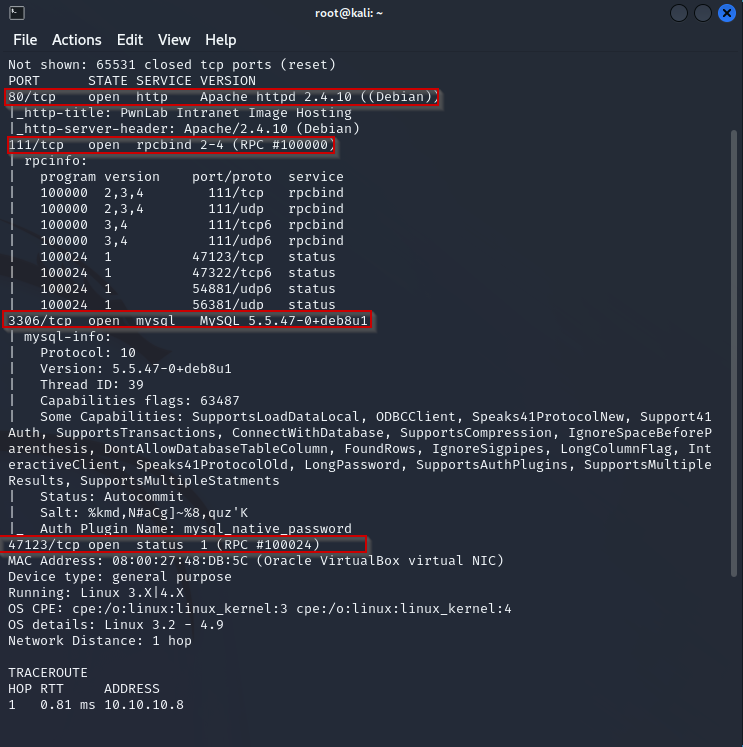 root@kali: ~
File Actions Edit View Help
Not shown: 65531 closed tcp ports (reset)
PORT      STATE SERVICE VERSION
80/tcp    open  http    Apache httpd 2.4.10 ((Debian))
|_http-title: PwnLab Intranet Image Hosting
|_http-server-header: Apache/2.4.10 (Debian)
111/tcp   open  rpcbind 2-4 (RPC #100000)
| rpcinfo:
|   program version    port/proto  service
|   100000  2,3,4        111/tcp   rpcbind
|   100000  2,3,4        111/udp   rpcbind
|   100000  3,4          111/tcp6  rpcbind
|   100000  3,4          111/udp6  rpcbind
|   100024  1          47123/tcp   status
|   100024  1          47322/tcp6  status
|   100024  1          54881/udp6  status
|   100024  1          56381/udp   status
3306/tcp  open  mysql   MySQL 5.5.47-0+deb8u1
| mysql-info:
|   Protocol: 10
|   Version: 5.5.47-0+deb8u1
|   Thread ID: 39
|   Capabilities flags: 63487
|   Some Capabilities: SupportsLoadDataLocal, ODBCClient, Speaks41ProtocolNew, Support41
Auth, SupportsTransactions, ConnectWithDatabase, SupportsCompression, IgnoreSpaceBeforeP
arenthesis, DontAllowDatabaseTableColumn, FoundRows, IgnoreSigpipes, LongColumnFlag, Int
eractiveClient, Speaks41ProtocolOld, LongPassword, SupportsAuthPlugins, SupportsMultiple
Results, SupportsMultipleStatments
|   Status: Autocommit
|   Salt: %kmd,N#aCg]~%8,quz'K
|_  Auth Plugin Name: mysql_native_password
47123/tcp open  status  1 (RPC #100024)
MAC Address: 08:00:27:48:DB:5C (Oracle VirtualBox virtual NIC)
Device type: general purpose
Running: Linux 3.X|4.X
OS CPE: cpe:/o:linux:linux_kernel:3 cpe:/o:linux:linux_kernel:4
OS details: Linux 3.2 - 4.9
Network Distance: 1 hop
TRACEROUTE
HOP RTT     ADDRESS
1   0.81 ms 10.10.10.8